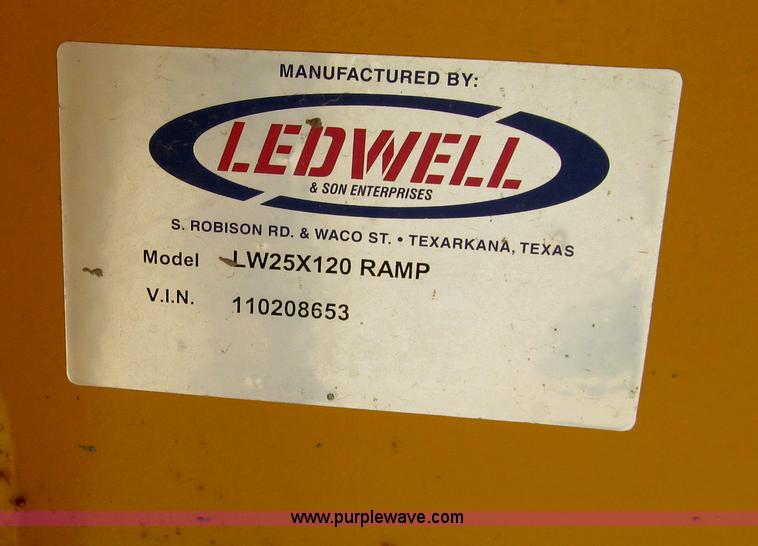 MANUFACTURED BY:
LEDWELL
& SON ENTERPRISES
S. ROBISON RD. & WACO ST. • TEXARKANA, TEXAS
Model LW25X120 RAMP
V.I.N. 110208653
www.purplewave.com